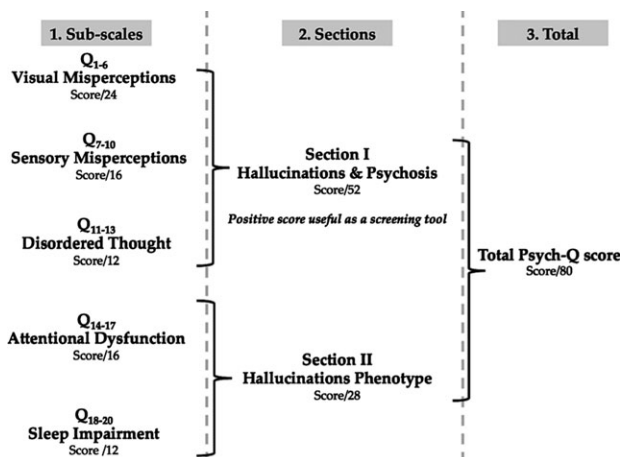 1. Sub-scales
2. Sections
3. Total
Q1-6
Visual Misperceptions
Score/24
Q7-10
Sensory Misperceptions
Score/16
Q11-13
Disordered Thought
Score/12
Q14-17
Attentional Dysfunction
Score/16
Q18-20
Sleep Impairment
Score /12
Section I
Hallucinations & Psychosis
Score/52
Positive score useful as a screening tool
Section II
Hallucinations Phenotype
Score/28
Total Psych-Q score
Score/80